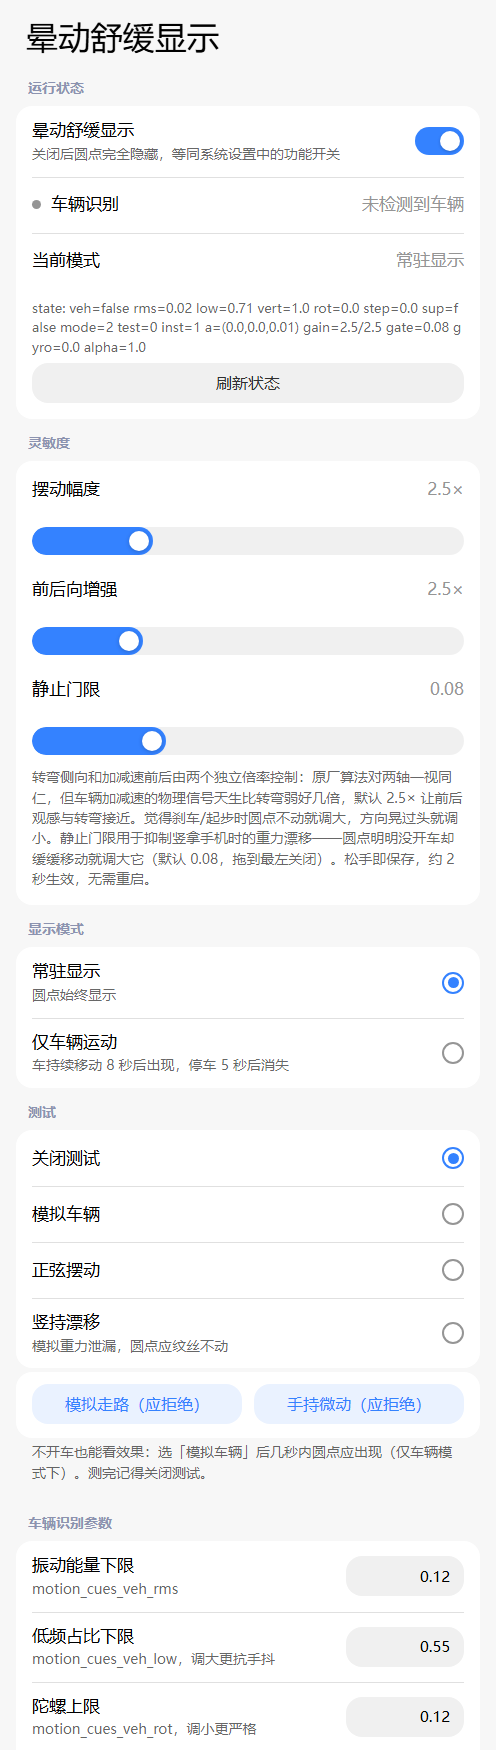 晕动舒缓显示
运行状态
晕动舒缓显示
关闭后圆点完全隐藏，等同系统设置中的功能开关
车辆识别
未检测到车辆
当前模式
常驻显示
state: veh=false rms=0.02 low=0.71 vert=1.0 rot=0.0 step=0.0 sup=f
alse mode=2 test=0 inst=1 a=(0.0,0.0,0.01) gain=2.5/2.5 gate=0.08 g
yro=0.0 alpha=1.0
刷新状态
灵敏度
摆动幅度
2.5×
前后向增强
2.5×
静止门限
0.08
转弯侧向和加减速前后由两个独立倍率控制：原厂算法对两轴一视同
仁，但车辆加减速的物理信号天生比转弯弱好几倍，默认 2.5× 让前后
观感与转弯接近。觉得刹车/起步时圆点不动就调大，方向晃过头就调
小。静止门限用于抑制竖拿手机时的重力漂移——圆点明明没开车却
缓缓移动就调大它（默认 0.08，拖到最左关闭）。松手即保存，约 2
秒生效，无需重启。
显示模式
常驻显示
圆点始终显示
仅车辆运动
车持续移动 8 秒后出现，停车 5 秒后消失
测试
关闭测试
模拟车辆
正弦摆动
竖持漂移
模拟重力泄漏，圆点应纹丝不动
模拟走路（应拒绝）
手持微动（应拒绝）
不开车也能看效果：选「模拟车辆」后几秒内圆点应出现（仅车辆模
式下）。测完记得关闭测试。
车辆识别参数
振动能量下限
motion_cues_veh_rms
0.12
低频占比下限
motion_cues_veh_low，调大更抗手抖
0.55
陀螺上限
motion_cues_veh_rot，调小更严格
0.12